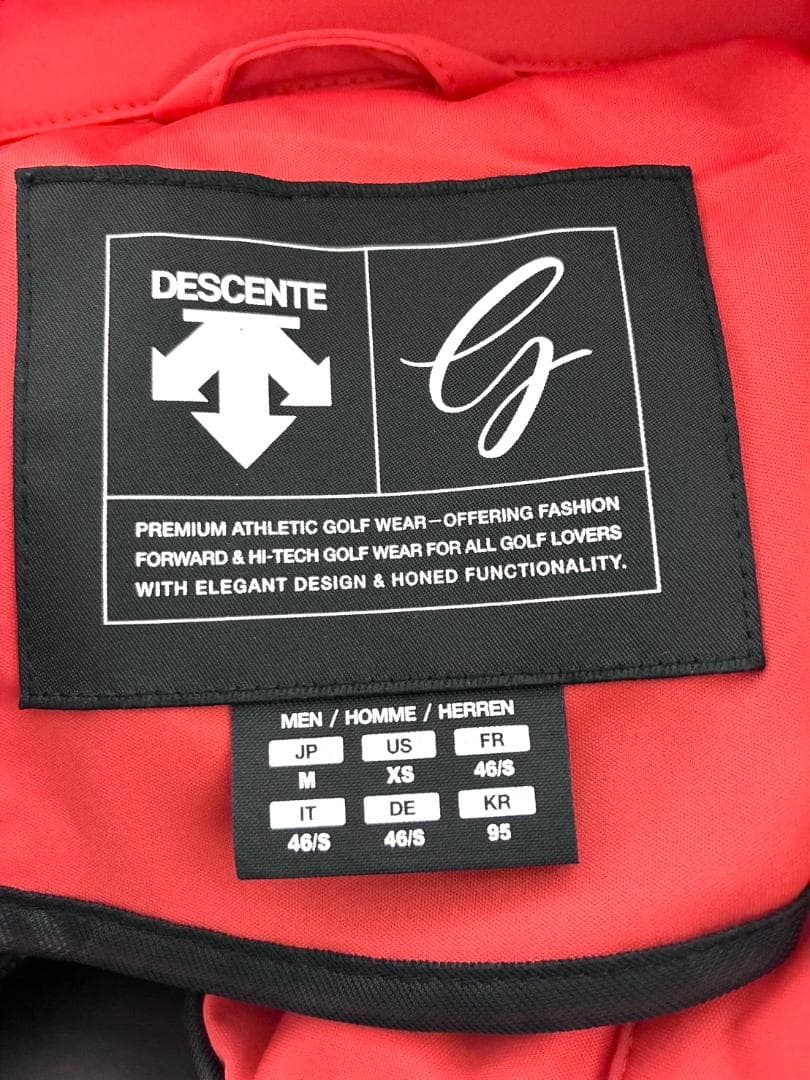 DESCENTE
G
PREMIUM ATHLETIC GOLF WEAR—OFFERING FASHION
FORWARD & HI-TECH GOLF WEAR FOR ALL GOLF LOVERS
WITH ELEGANT DESIGN & HONED FUNCTIONALITY.
MEN / HOMME / HERREN
JP US FR
M XS 46/S
IT DE KR
46/S 46/S 95